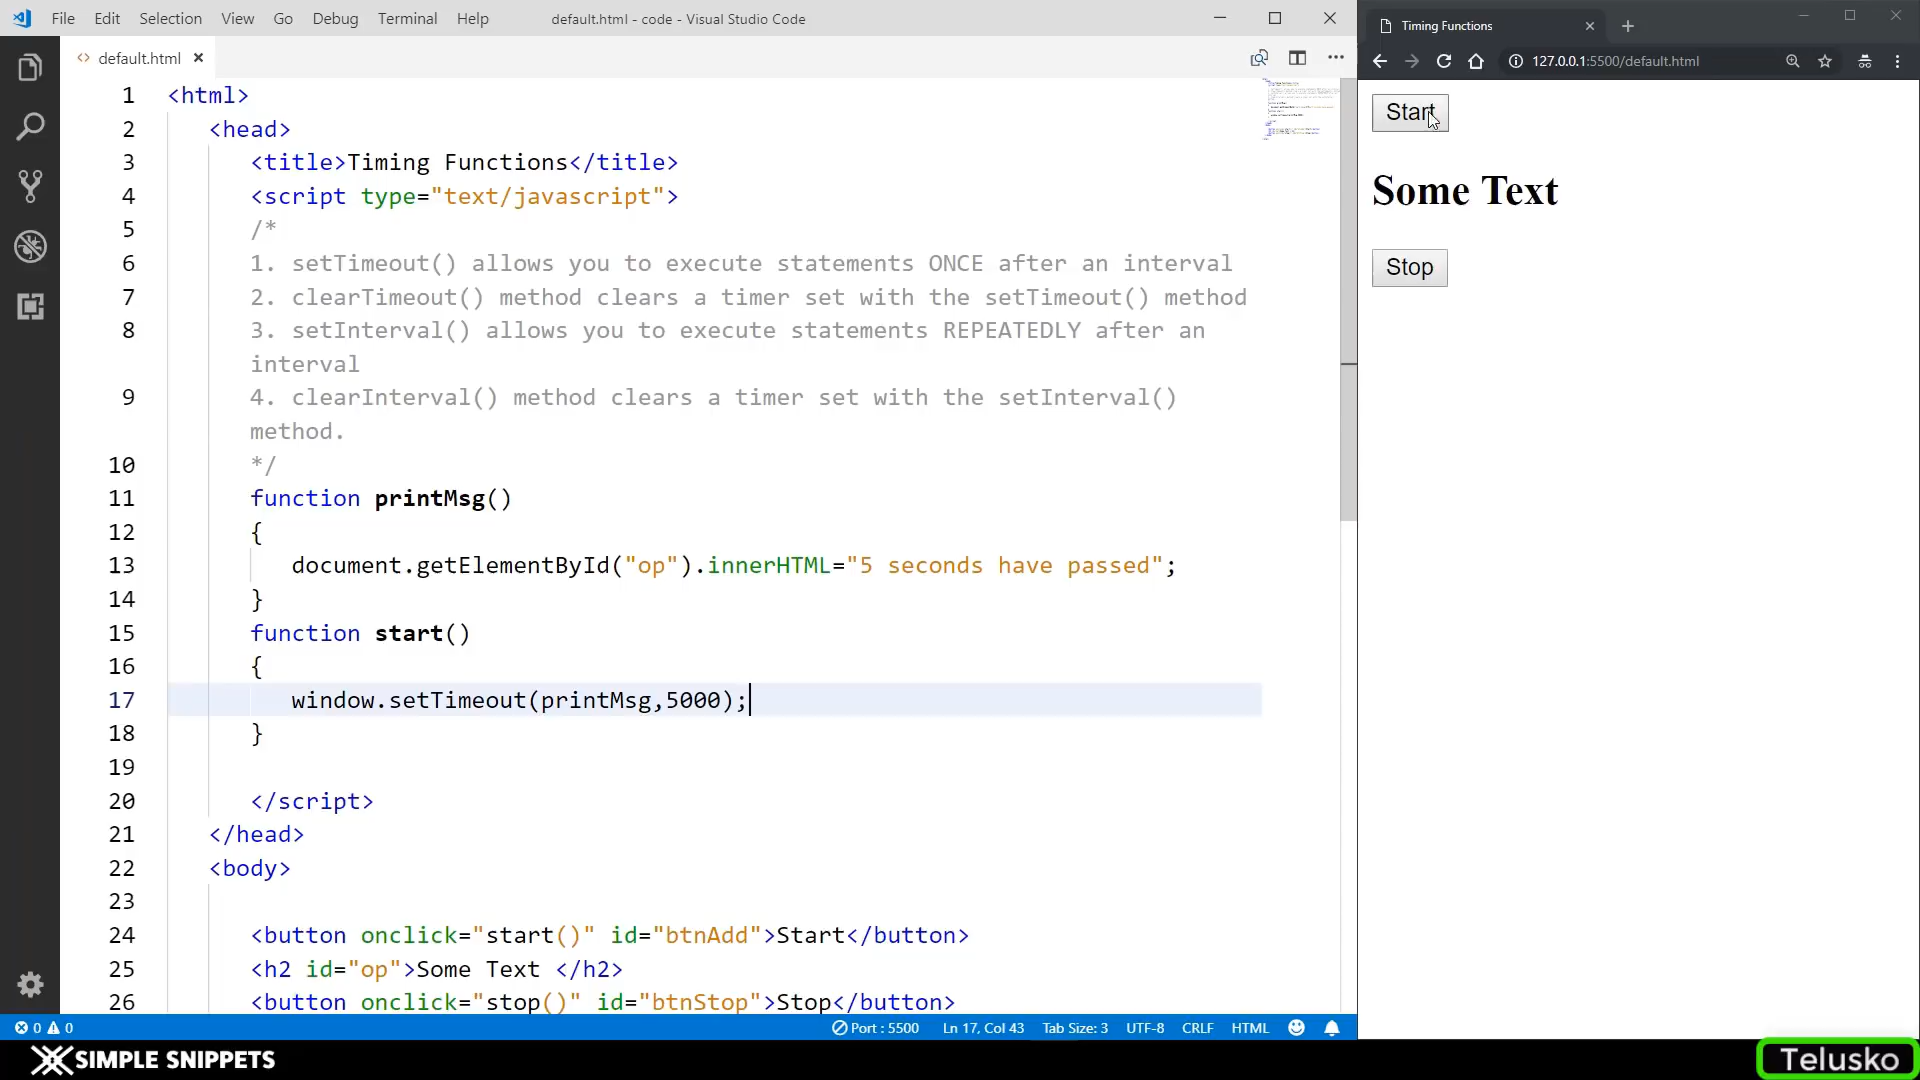 File Edit Selection View Go Debug Terminal Help default.html - code - Visual Studio Code
default.html
1 <html>
2 <head>
3 <title>Timing Functions</title>
4 <script type="text/javascript">
5 /*
6 1. setTimeout() allows you to execute statements ONCE after an interval
7 2. clearTimeout() method clears a timer set with the setTimeout() method
8 3. setInterval() allows you to execute statements REPEATEDLY after an
interval
9 4. clearInterval() method clears a timer set with the setInterval()
method.
10 */
11 function printMsg()
12 {
13 document.getElementById("op").innerHTML="5 seconds have passed";
14 }
15 function start()
16 {
17 window.setTimeout(printMsg,5000);
18 }
19
20 </script>
21 </head>
22 <body>
23
24 <button onclick="start()" id="btnAdd">Start</button>
25 <h2 id="op">Some Text </h2>
26 <button onclick="stop()" id="btnStop">Stop</button>
0 0 Port : 5500 Ln 17, Col 43 Tab Size: 3 UTF-8 CRLF HTML
Timing Functions
127.0.0.1:5500/default.html
Start
Some Text
Stop
SIMPLE SNIPPETS
Telusko